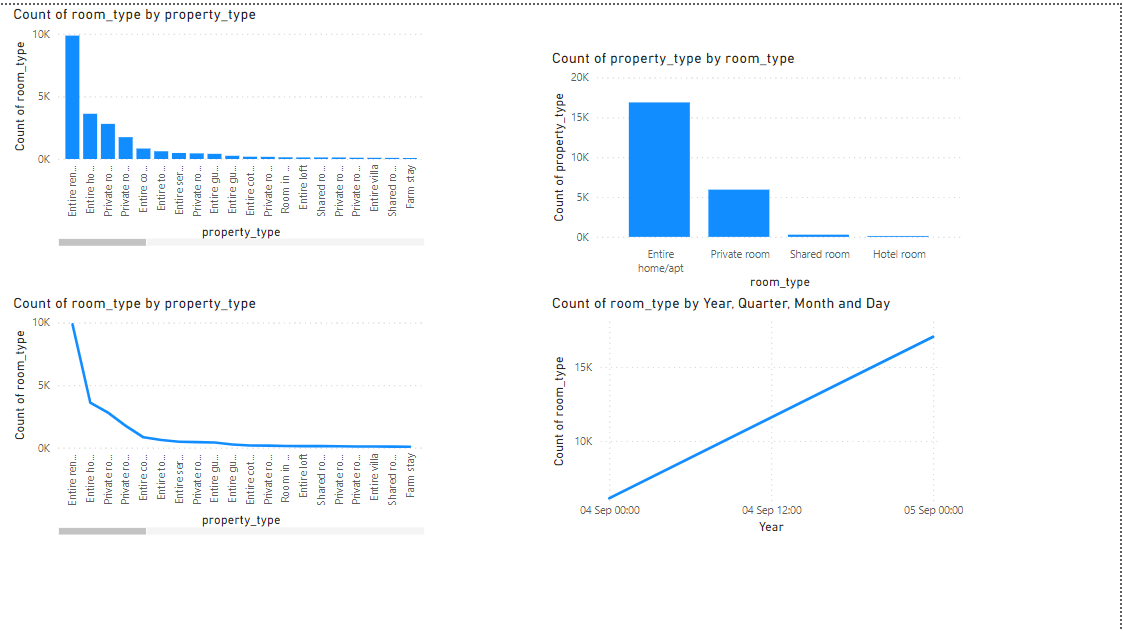 Count of room_type by property_type
10K
5K
0K
Count of room_type
Entire ren...
Entire ho...
Private ro...
Private ro...
Entire co...
Entire to...
Entire ser...
Private ro...
Entire gu...
Entire gu...
Entire cot...
Private ro...
Room in ...
Entire loft
Shared ro...
Private ro...
Private ro...
Entire villa
Shared ro...
Farm stay
property_type
Count of property_type by room_type
20K
15K
10K
5K
0K
Count of property_type
Entire
home/apt
Private room
Shared room
Hotel room
room_type
Count of room_type by property_type
10K
5K
0K
Count of room_type
Entire ren...
Entire ho...
Private ro...
Private ro...
Entire co...
Entire to...
Entire ser...
Private ro...
Entire gu...
Entire gu...
Entire cot...
Private ro...
Room in ...
Entire loft
Shared ro...
Private ro...
Private ro...
Entire villa
Shared ro...
Farm stay
property_type
Count of room_type by Year, Quarter, Month and Day
15K
10K
Count of room_type
04 Sep 00:00
04 Sep 12:00
05 Sep 00:00
Year